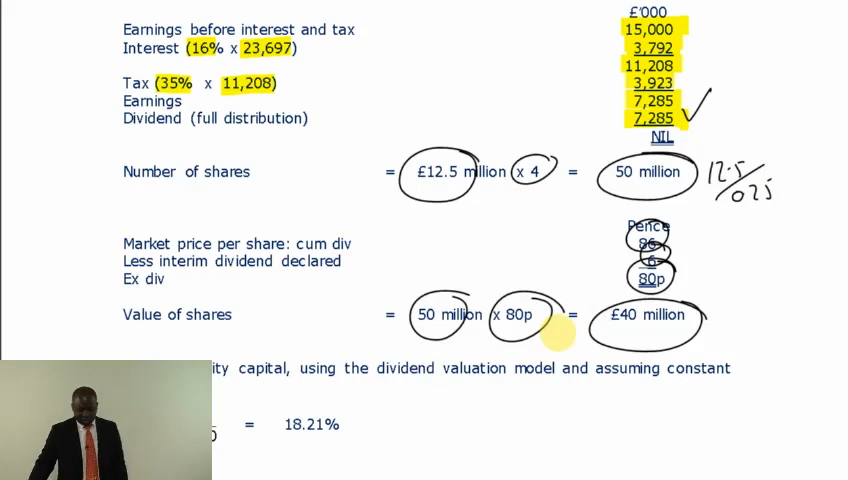 £'000
Earnings before interest and tax 15,000
Interest (16% x 23,697) 3,792
11,208
Tax (35% x 11,208) 3,923
Earnings 7,285
Dividend (full distribution) 7,285
NIL
Number of shares = £12.5 million x 4 = 50 million 12.5/025
Pence
Market price per share: cum div 86
Less interim dividend declared 6
Ex div 80p
Value of shares = 50 million x 80p = £40 million
ity capital, using the dividend valuation model and assuming constant
= 18.21%